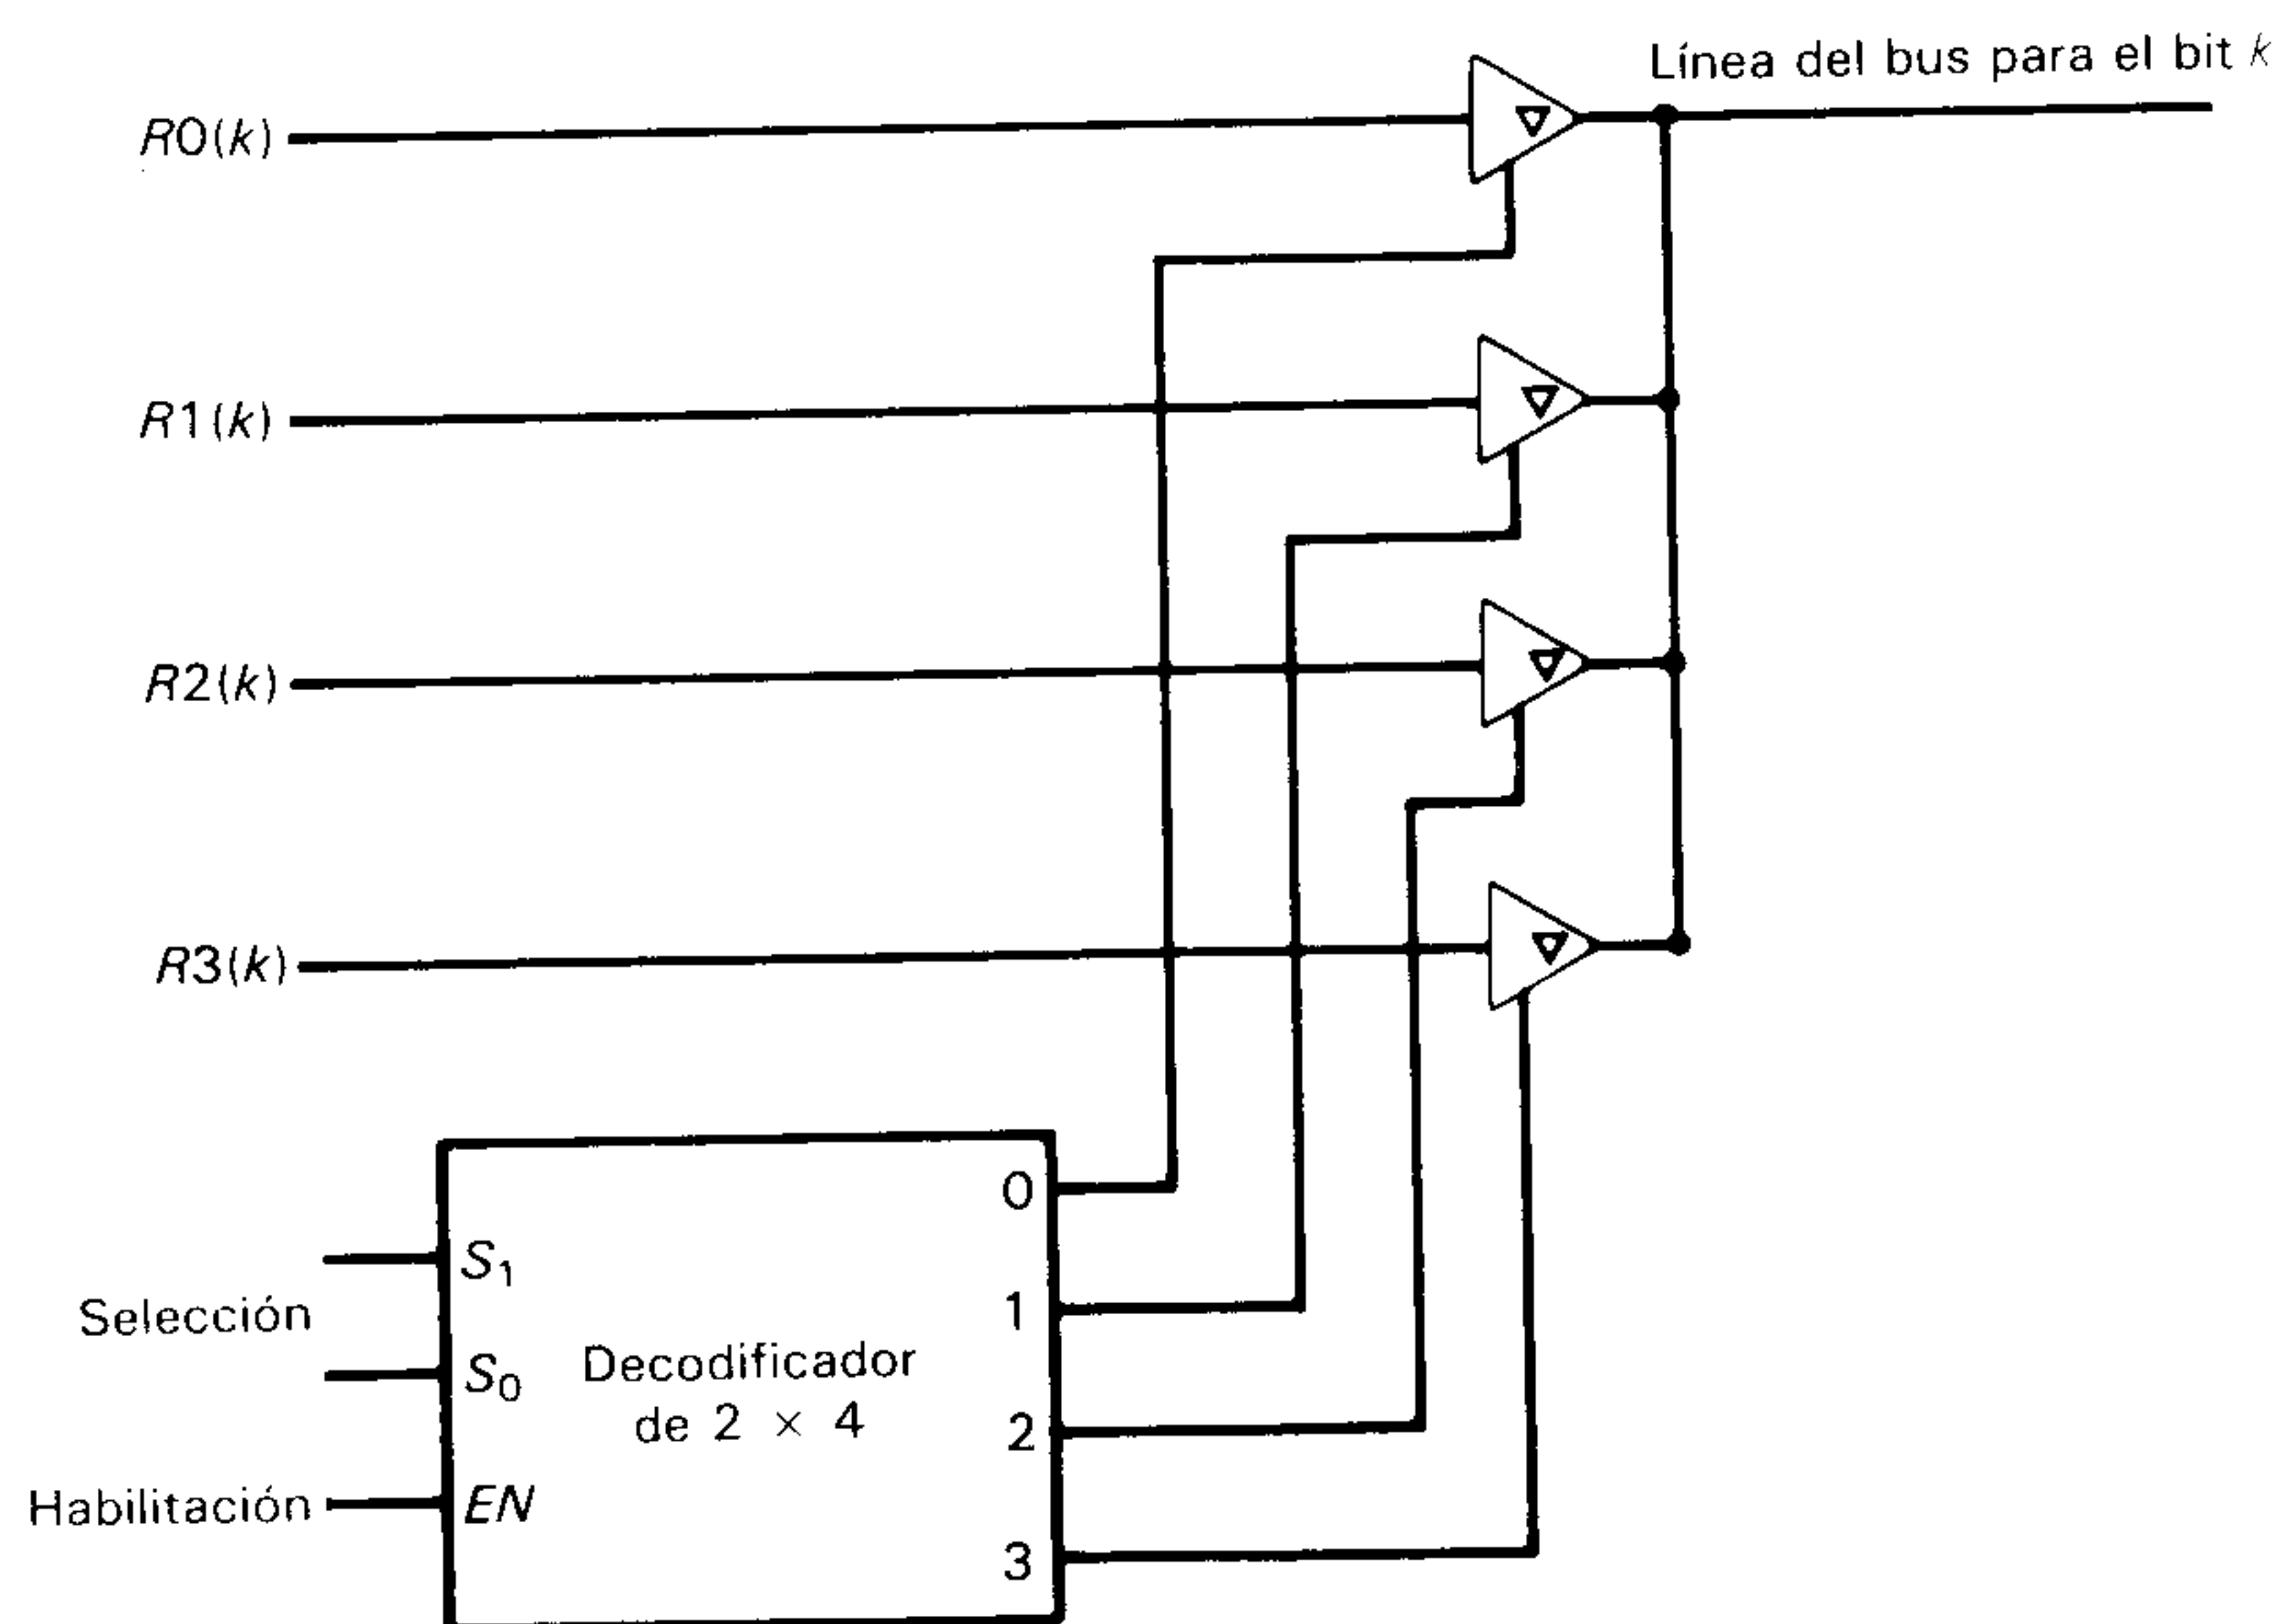 Línea del bus para el bit k
R0(k)
R1(k)
R2(k)
R3(k)
0
S₁
Selección
1
S₀
Decodificador
de 2 × 4
2
Habilitación
EN
3